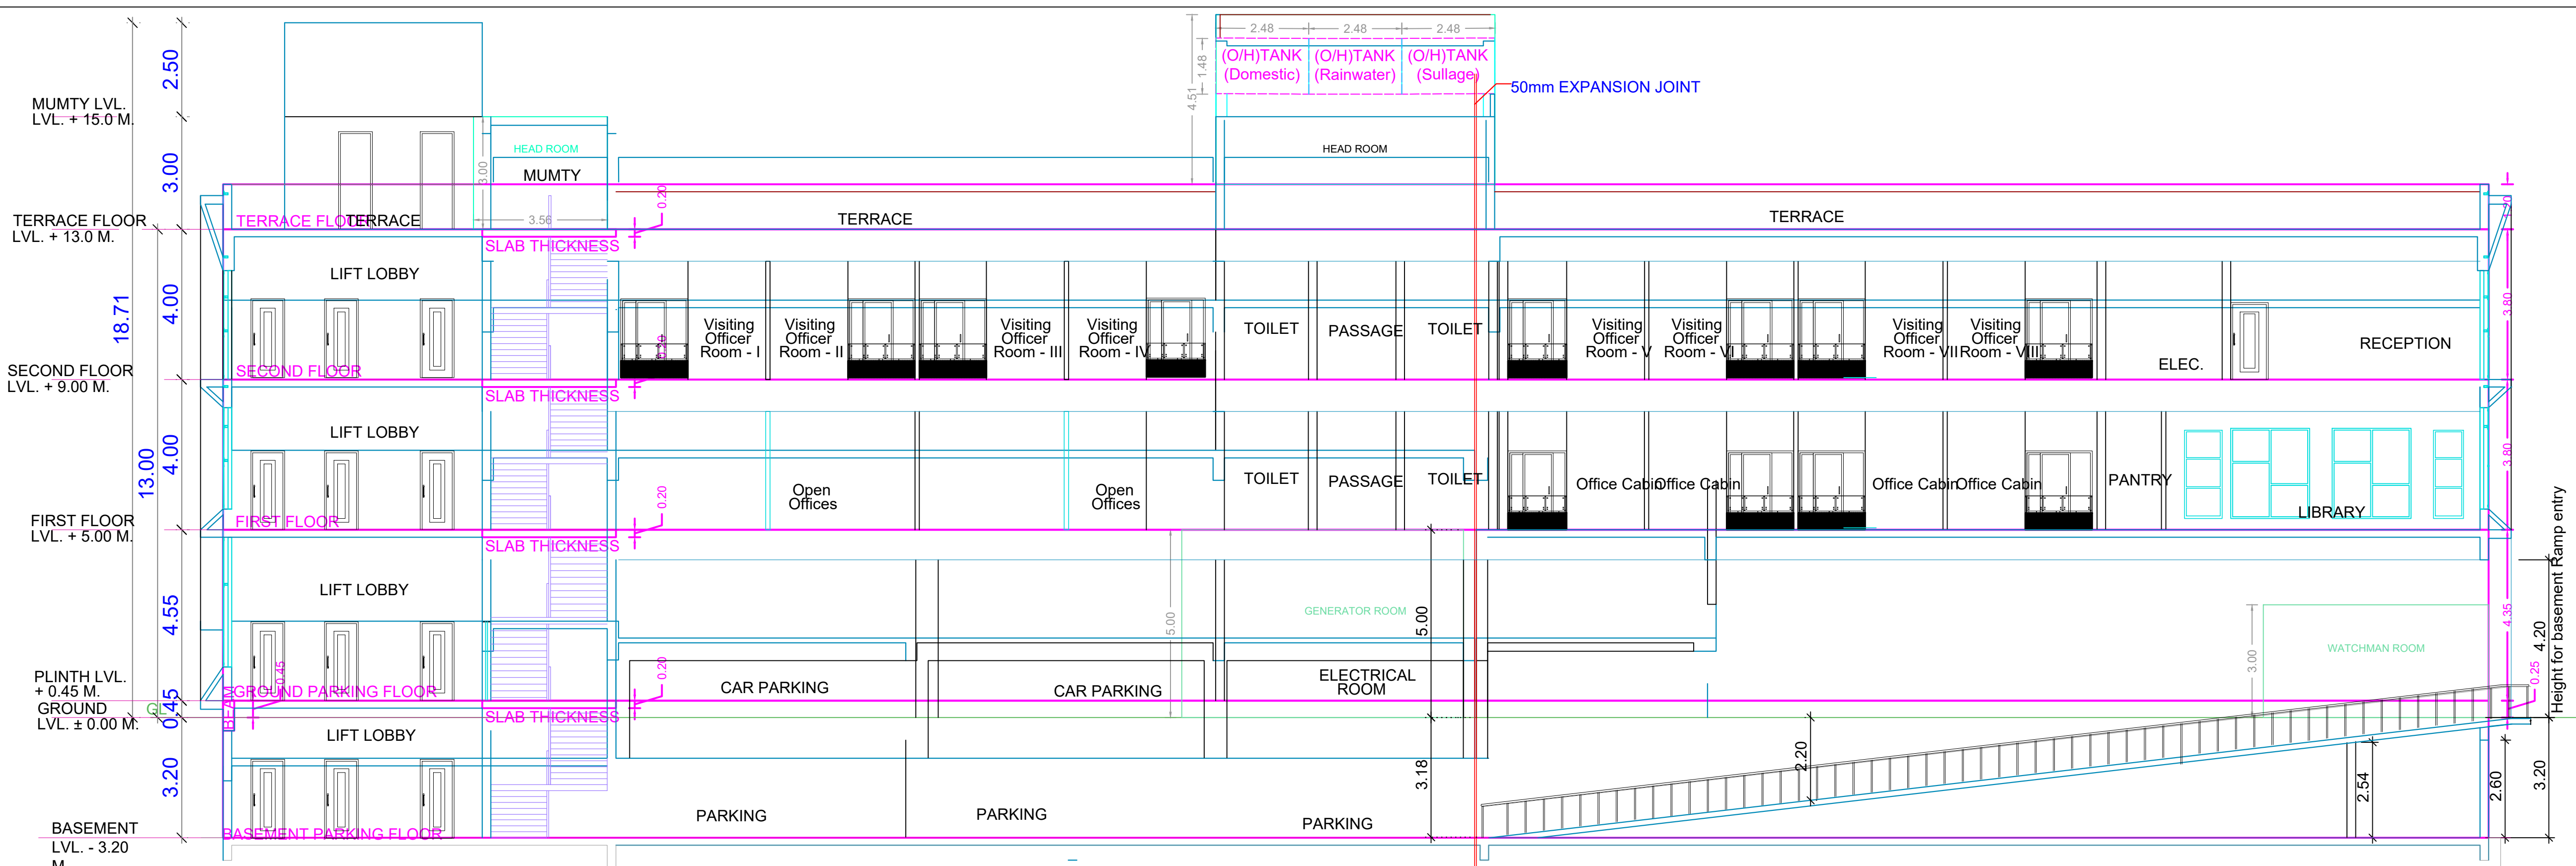 2.48
2.48
2.48
(O/H)TANK
(Domestic)
(O/H)TANK
(Rainwater)
(O/H)TANK
(Sullage)
1.48
4.51
50mm EXPANSION JOINT
2.50
MUMTY LVL.
LVL. + 15.0 M.
3.00
3.00
HEAD ROOM
MUMTY
HEAD ROOM
TERRACE FLOOR
LVL. + 13.0 M.
TERRACE FLOOR
TERRACE
3.56
0.20
TERRACE
TERRACE
SLAB THICKNESS
LIFT LOBBY
18.71
4.00
Visiting
Officer
Room - I
Visiting
Officer
Room - II
Visiting
Officer
Room - III
Visiting
Officer
Room - IV
TOILET
PASSAGE
TOILET
Visiting
Officer
Room - V
Visiting
Officer
Room - VI
Visiting
Officer
Room - VII
Visiting
Officer
Room - VIII
ELEC.
RECEPTION
3.80
0.20
SECOND FLOOR
LVL. + 9.00 M.
SECOND FLOOR
SLAB THICKNESS
LIFT LOBBY
13.00
4.00
Open
Offices
Open
Offices
TOILET
PASSAGE
TOILET
Office Cabin
Office Cabin
Office Cabin
Office Cabin
PANTRY
LIBRARY
3.80
0.20
FIRST FLOOR
LVL. + 5.00 M.
FIRST FLOOR
SLAB THICKNESS
LIFT LOBBY
4.55
5.00
GENERATOR ROOM
5.00
4.35
4.20
Height for basement Ramp entry
3.00
WATCHMAN ROOM
0.25
PLINTH LVL.
+ 0.45 M.
GROUND
LVL. ± 0.00 M.
GL
0.45
GROUND PARKING FLOOR
0.45
BEAM
0.20
CAR PARKING
CAR PARKING
ELECTRICAL
ROOM
SLAB THICKNESS
LIFT LOBBY
3.20
3.18
2.20
2.54
2.60
3.20
PARKING
PARKING
PARKING
BASEMENT
LVL. - 3.20
BASEMENT PARKING FLOOR